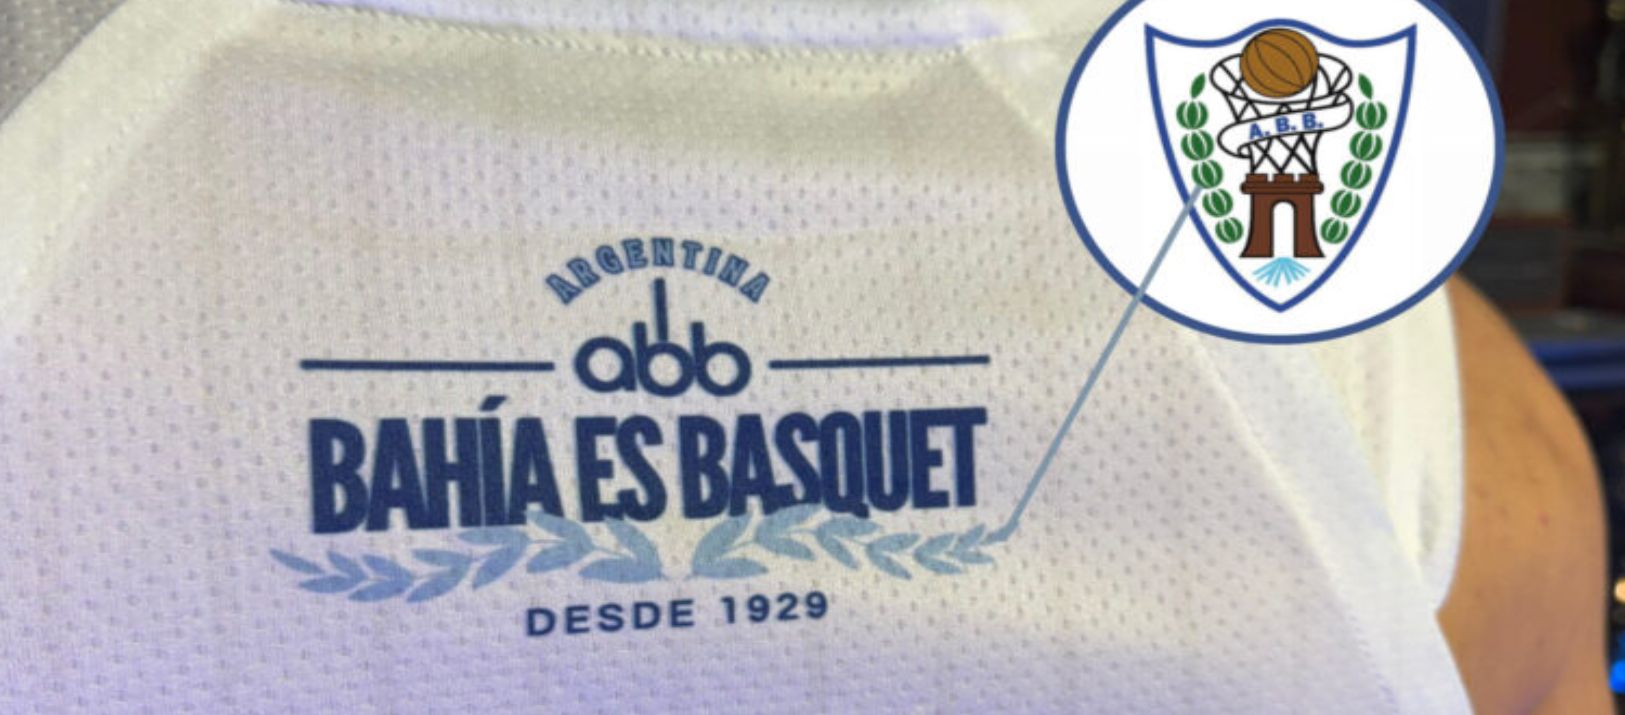 ARGENTINA
abb
BAHÍA ES BASQUET
DESDE 1929
A. B. B.